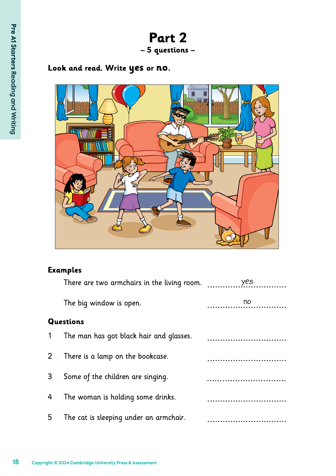 Pre A1 Starters Reading and Writing
Part 2
– 5 questions –
Look and read. Write yes or no.
Examples
There are two armchairs in the living room. yes
The big window is open. no
Questions
1 The man has got black hair and glasses.
2 There is a lamp on the bookcase.
3 Some of the children are singing.
4 The woman is holding some drinks.
5 The cat is sleeping under an armchair.
18 Copyright © 2024 Cambridge University Press & Assessment